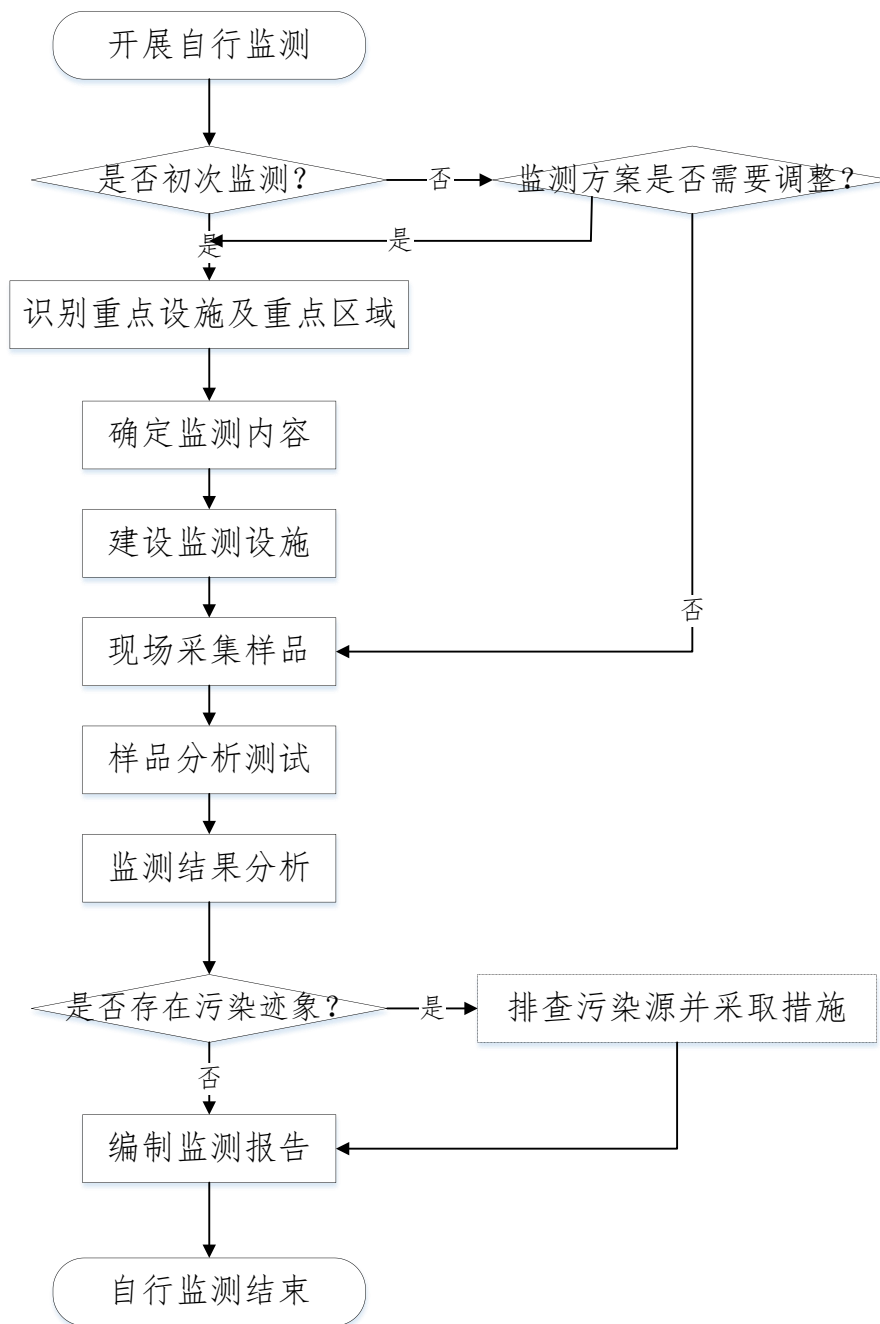 开展自行监测
是否初次监测？
否
监测方案是否需要调整？
是
是
识别重点设施及重点区域
确定监测内容
建设监测设施
否
现场采集样品
样品分析测试
监测结果分析
是否存在污染迹象？
是
排查污染源并采取措施
否
编制监测报告
自行监测结束